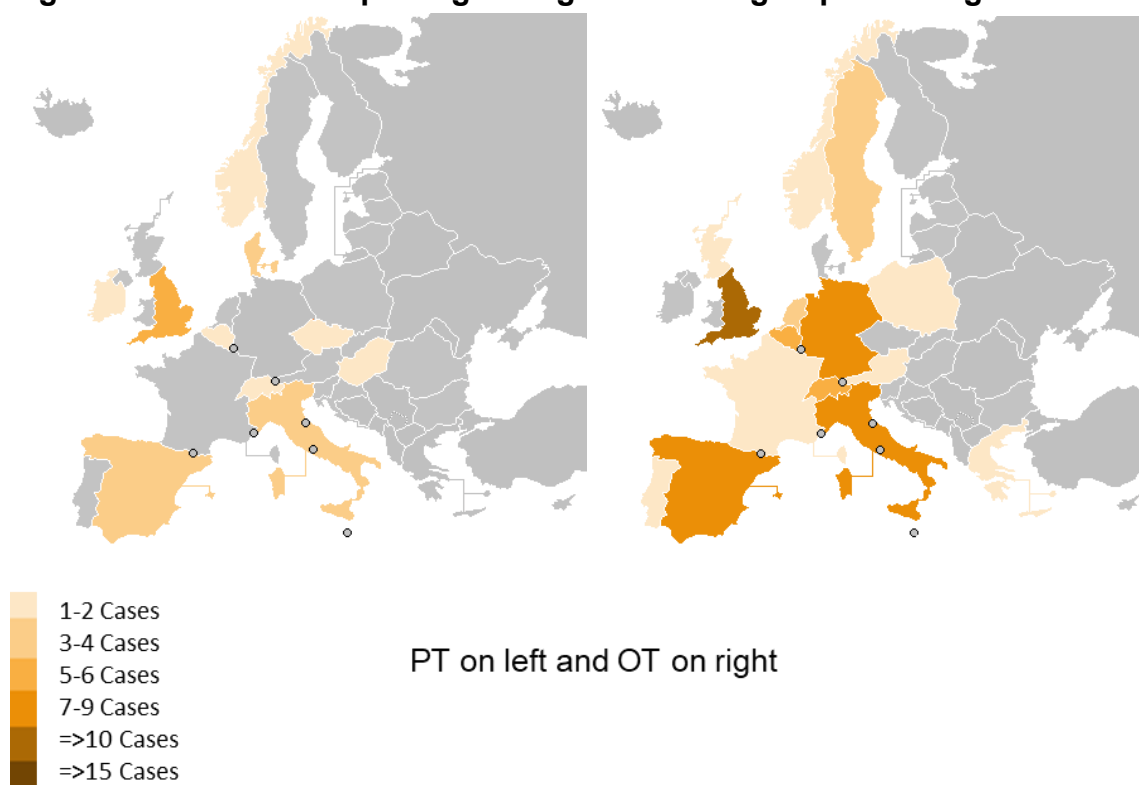 1-2 Cases
3-4 Cases
5-6 Cases
7-9 Cases
=>10 Cases
=>15 Cases
PT on left and OT on right